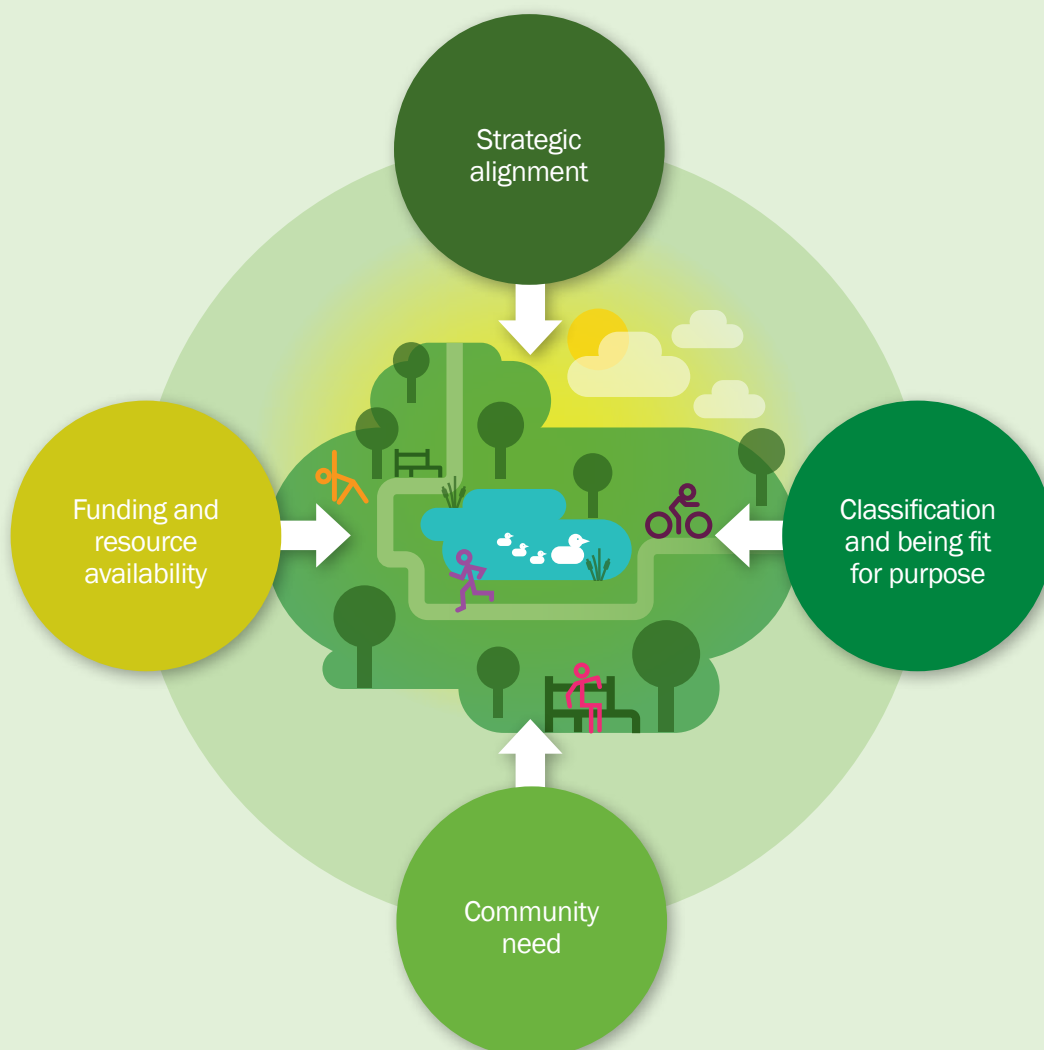 Strategic
alignment
Funding and
resource
availability
Classification
and being fit
for purpose
Community
need